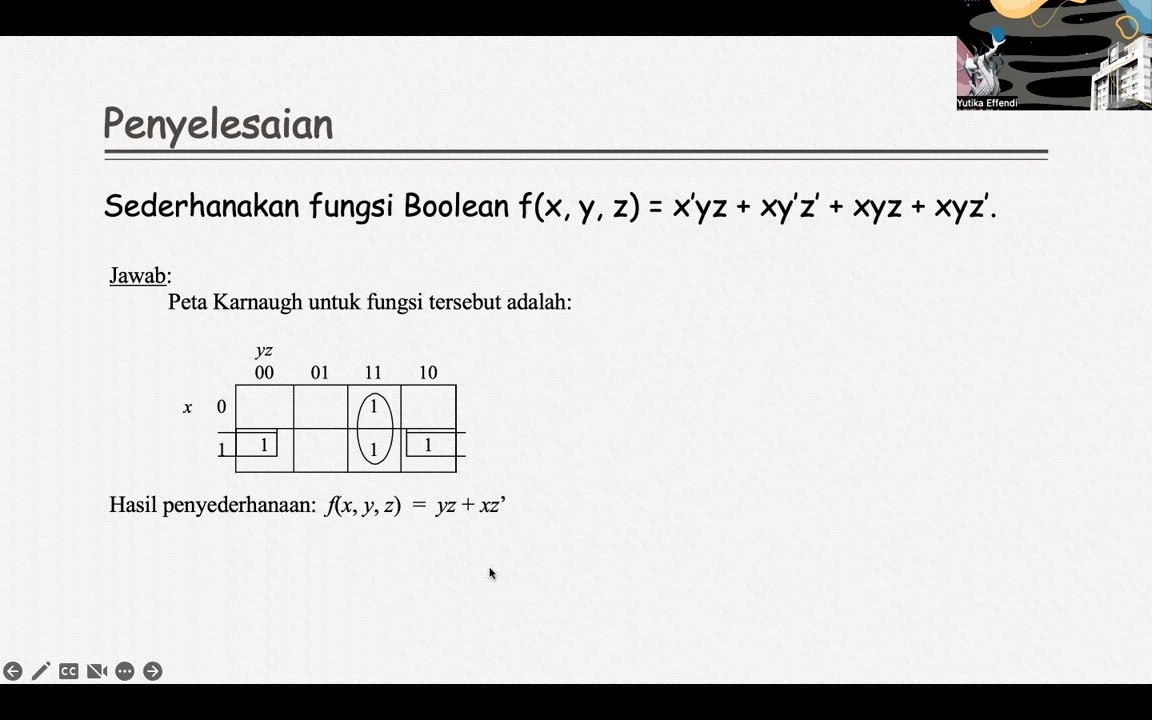 Yutika Effendi
Penyelesaian
Sederhanakan fungsi Boolean f(x, y, z) = x'yz + xy'z' + xyz + xyz'.
Jawab:
Peta Karnaugh untuk fungsi tersebut adalah:
yz
00 01 11 10
x 0 1
1 1 1 1
Hasil penyederhanaan: f(x, y, z) = yz + xz’
CC